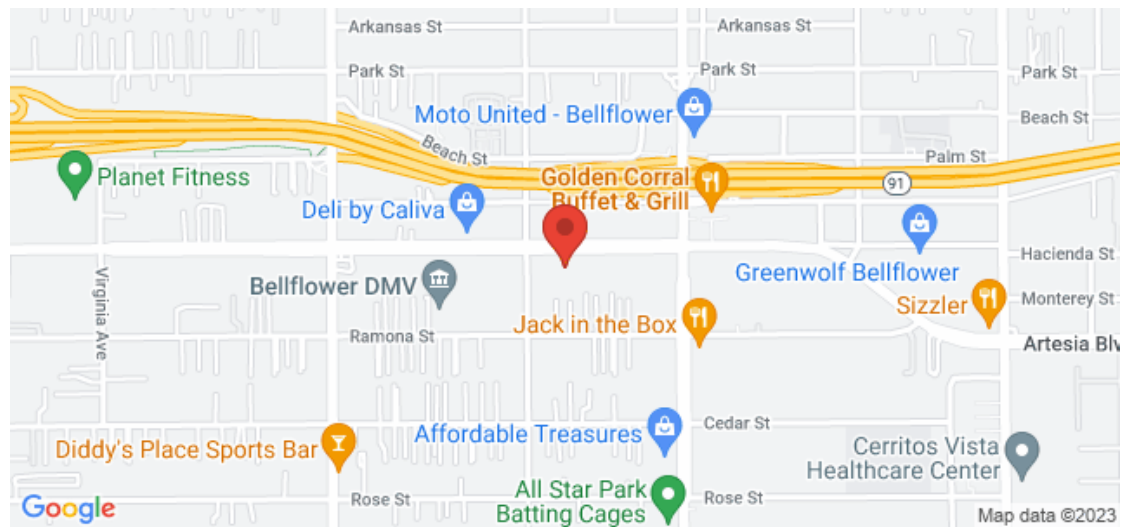 Arkansas St
Arkansas St
Park St
Park St
Park St
Moto United - Bellflower
Beach St
Beach St
Palm St
Planet Fitness
Golden Corral
Buffet & Grill
91
Deli by Caliva
Hacienda St
Bellflower DMV
Greenwolf Bellflower
Virginia Ave
Monterey St
Sizzler
Jack in the Box
Ramona St
Artesia Blv
Cedar St
Affordable Treasures
Diddy's Place Sports Bar
Cerritos Vista
Healthcare Center
All Star Park
Batting Cages
Rose St
Rose St
Google
Map data ©2023